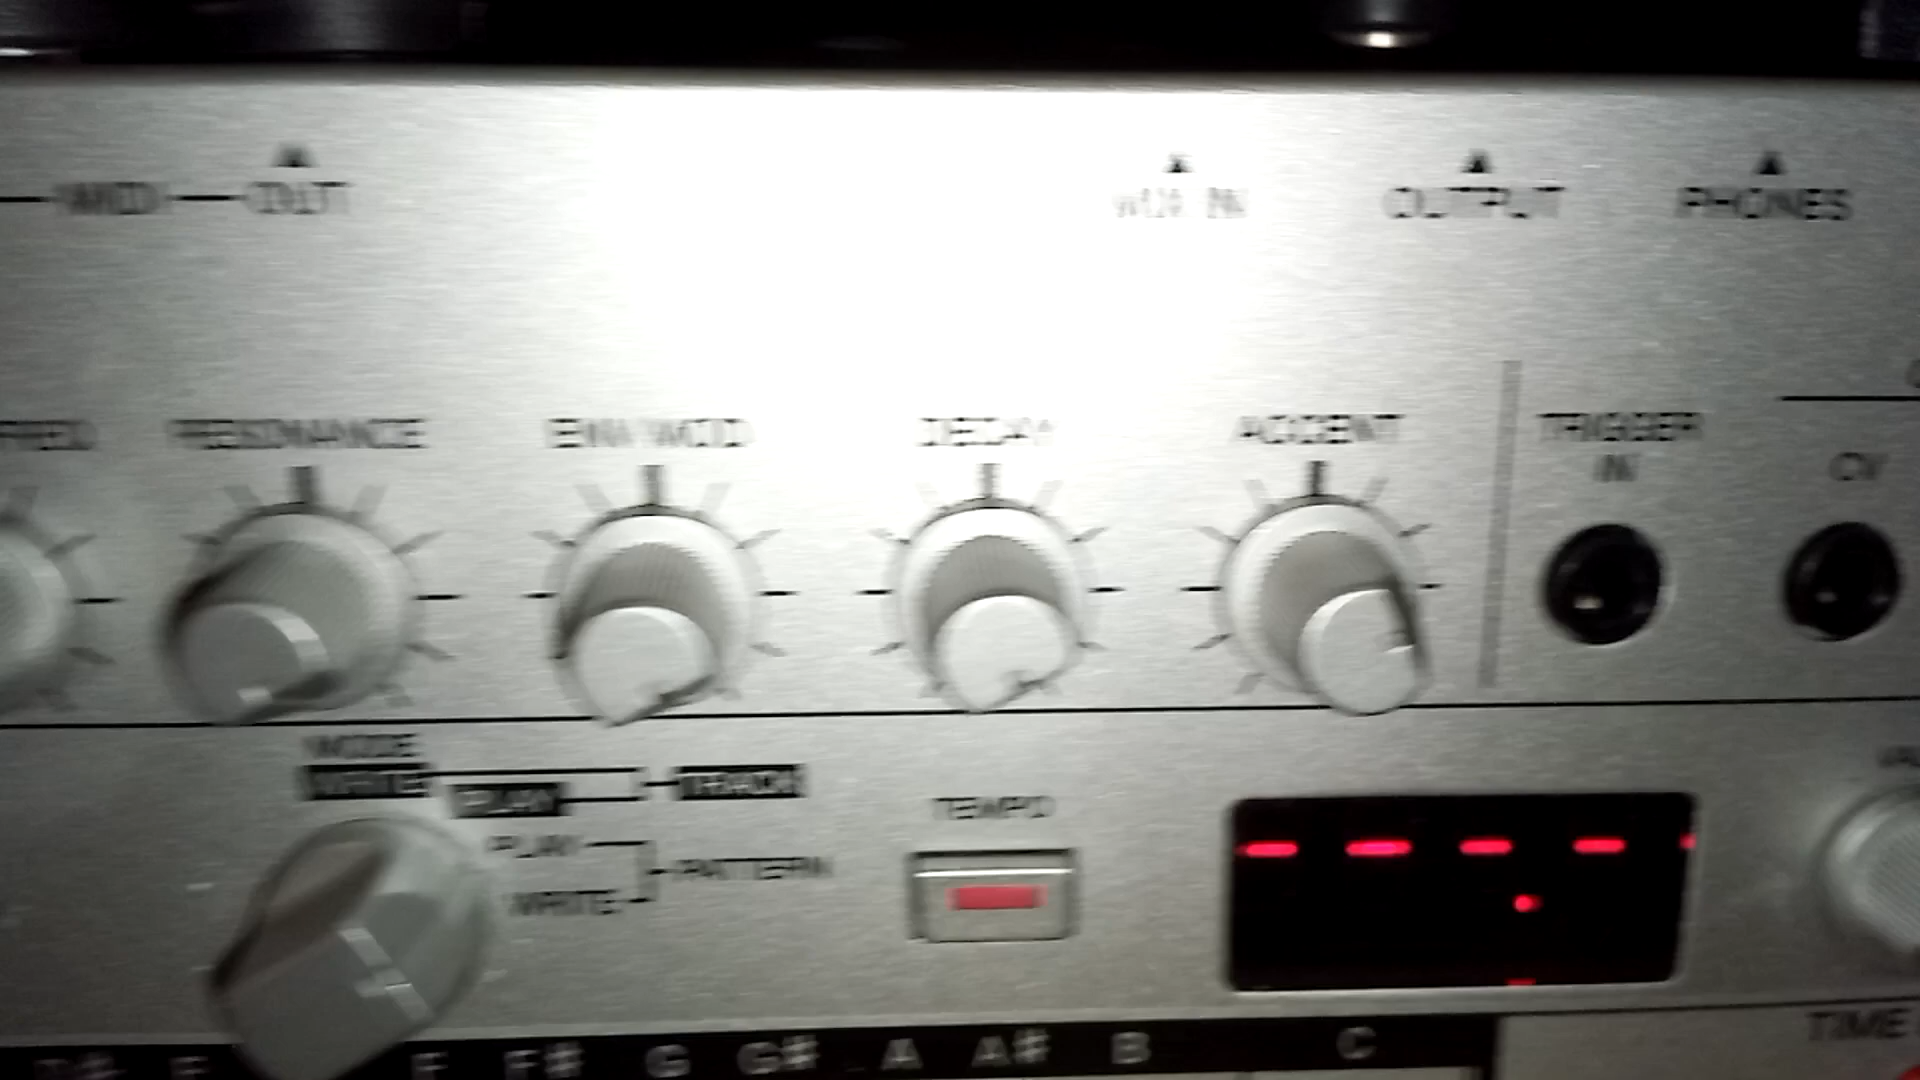 MIDI OUT
MIX IN
OUTPUT
PHONES
RESONANCE
ENV MOD
DECAY
ACCENT
TRIGGER
IN
CV
MODE
WRITE
PLAY
TRACK
PLAY
WRITE
PATTERN
TEMPO
TIME
D# E F F# G G# A A# B C